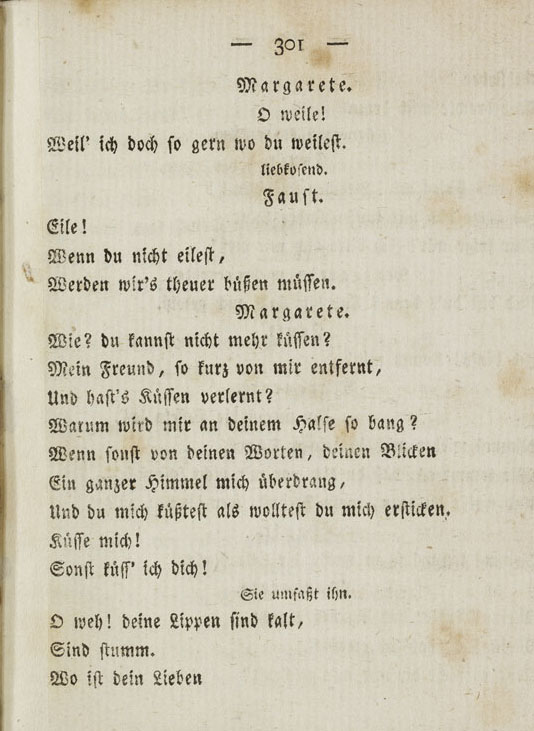 — 301 —
Margarete.
O weile!
Weil' ich doch so gern wo du weilest.
liebkosend.
Faust.
Eile!
Wenn du nicht eilest,
Werden wir's theuer büßen müssen.
Margarete.
Wie? du kannst nicht mehr küssen?
Mein Freund, so kurz von mir entfernt,
Und hast's Küssen verlernt?
Warum wird mir an deinem Halse so bang?
Wenn sonst von deinen Worten, deinen Blicken
Ein ganzer Himmel mich überdrang,
Und du mich küßtest als wolltest du mich ersticken.
Küsse mich!
Sonst küss' ich dich!
Sie umfaßt ihn.
O weh! deine Lippen sind kalt,
Sind stumm.
Wo ist dein Lieben